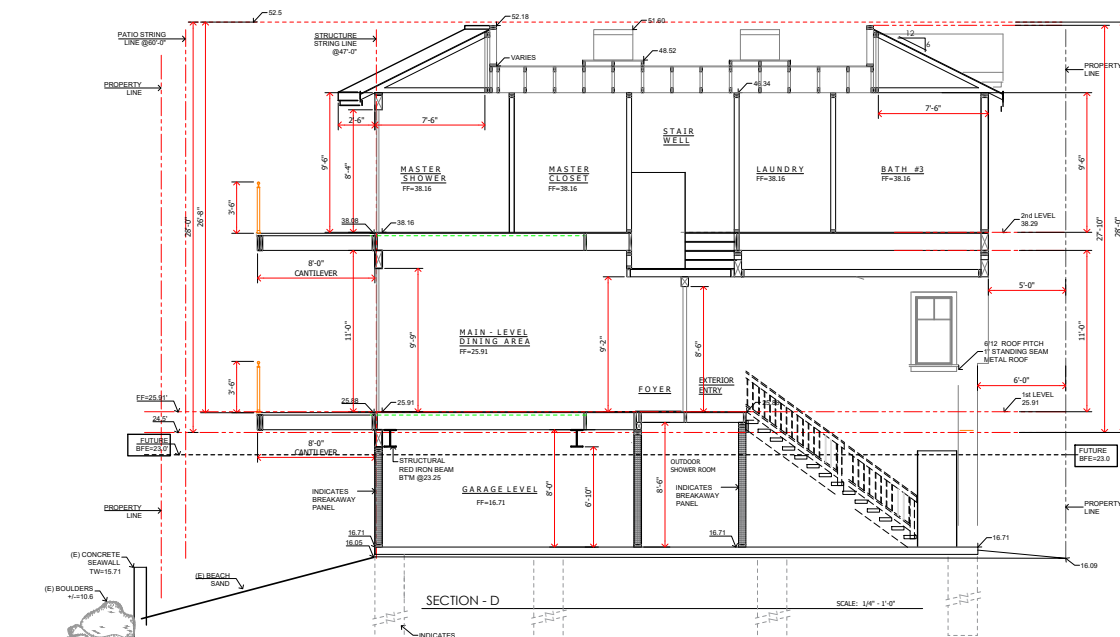 52.5
52.18
51.60
PATIO STRING
LINE @60'-0"
STRUCTURE
STRING LINE
@47'-0"
12
6
VARIES
48.52
PROPERTY
LINE
PROPERTY
LINE
46.34
2'-6"
7'-6"
7'-6"
STAIR
WELL
9'-6"
8'-4"
9'-6"
MASTER
SHOWER
FF=38.16
MASTER
CLOSET
FF=38.16
LAUNDRY
FF=38.16
BATH #3
FF=38.16
3'-6"
28'-0"
26'-8"
38.08
38.16
2nd LEVEL
38.29
27'-10"
28'-0"
8'-0"
CANTILEVER
5'-0"
11'-0"
9'-9"
9'-2"
8'-6"
11'-0"
MAIN - LEVEL
DINING AREA
FF=25.91
6/12 ROOF PITCH
1" STANDING SEAM
METAL ROOF
3'-6"
FOYER
EXTERIOR
ENTRY
6'-0"
FF=25.91'
25.88
25.91
1st LEVEL
25.91
24.5'
FUTURE
BFE=23.0'
8'-0"
CANTILEVER
FUTURE
BFE=23.0
STRUCTURAL
RED IRON BEAM
BT'M @23.25
OUTDOOR
SHOWER ROOM
INDICATES
BREAKAWAY
PANEL
GARAGE LEVEL
FF=16.71
8'-0"
6'-10"
8'-6"
INDICATES
BREAKAWAY
PANEL
PROPERTY
LINE
PROPERTY
LINE
16.71
16.05
16.71
16.71
16.09
(E) CONCRETE
SEAWALL
TW=15.71
(E) BEACH
SAND
(E) BOULDERS
+/-=10.6
SECTION - D
SCALE: 1/4" - 1'-0"
INDICATES